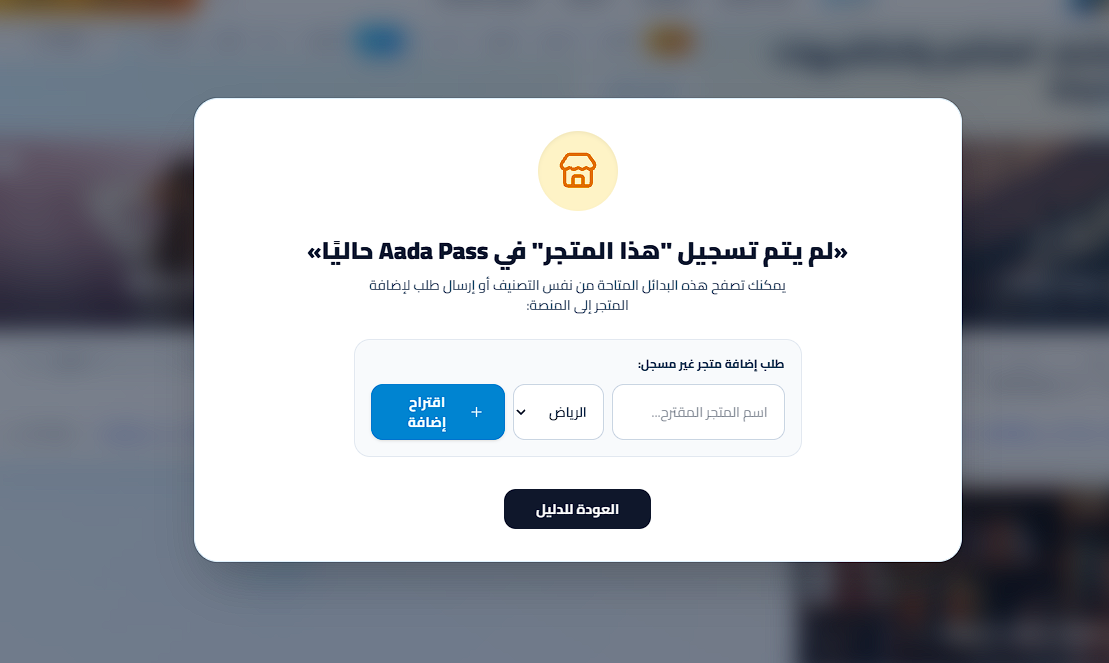 «لم يتم تسجيل "هذا المتجر" في Aada Pass حاليًا»
يمكنك تصفح هذه البدائل المتاحة من نفس التصنيف أو إرسال طلب لإضافة
المتجر إلى المنصة:
طلب إضافة متجر غير مسجل:
اسم المتجر المقترح...
الرياض
اقتراح
إضافة
العودة للدليل